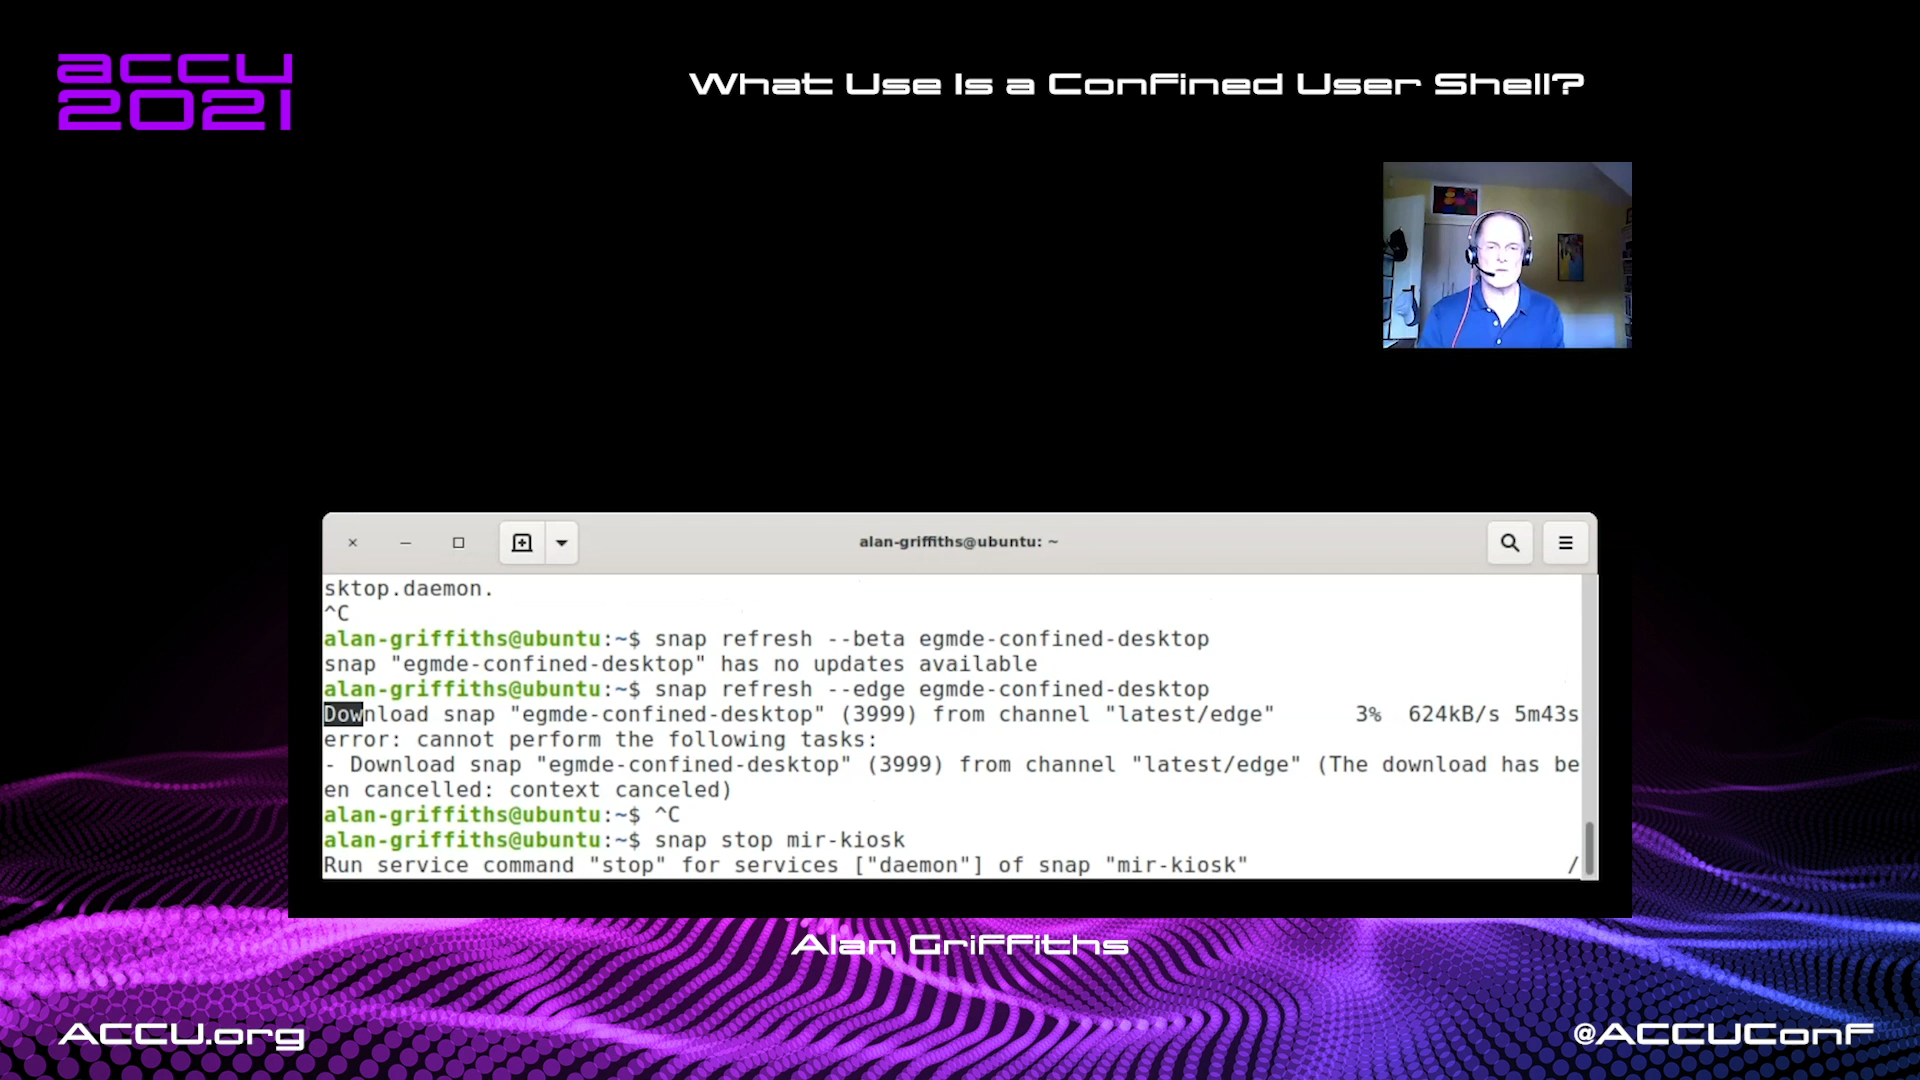 accu
2021
What Use Is a Confined User Shell?
alan-griffiths@ubuntu: ~
sktop.daemon.
^C
alan-griffiths@ubuntu:~$ snap refresh --beta egmde-confined-desktop
snap "egmde-confined-desktop" has no updates available
alan-griffiths@ubuntu:~$ snap refresh --edge egmde-confined-desktop
Download snap "egmde-confined-desktop" (3999) from channel "latest/edge" 3% 624kB/s 5m43s
error: cannot perform the following tasks:
- Download snap "egmde-confined-desktop" (3999) from channel "latest/edge" (The download has be
en cancelled: context canceled)
alan-griffiths@ubuntu:~$ ^C
alan-griffiths@ubuntu:~$ snap stop mir-kiosk
Run service command "stop" for services ["daemon"] of snap "mir-kiosk" /
Alan Griffiths
ACCU.org
@ACCUConf